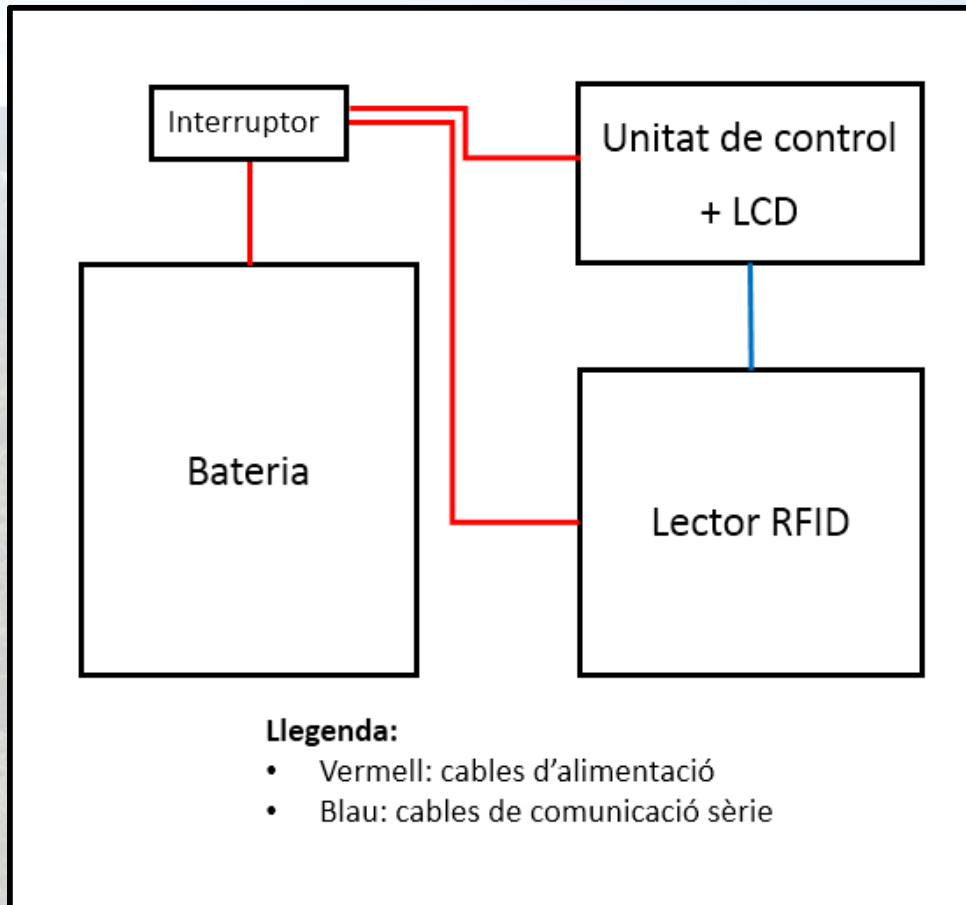 Interruptor
Unitat de control
+ LCD
Bateria
Lector RFID
Llegenda:
• Vermell: cables d’alimentació
• Blau: cables de comunicació sèrie